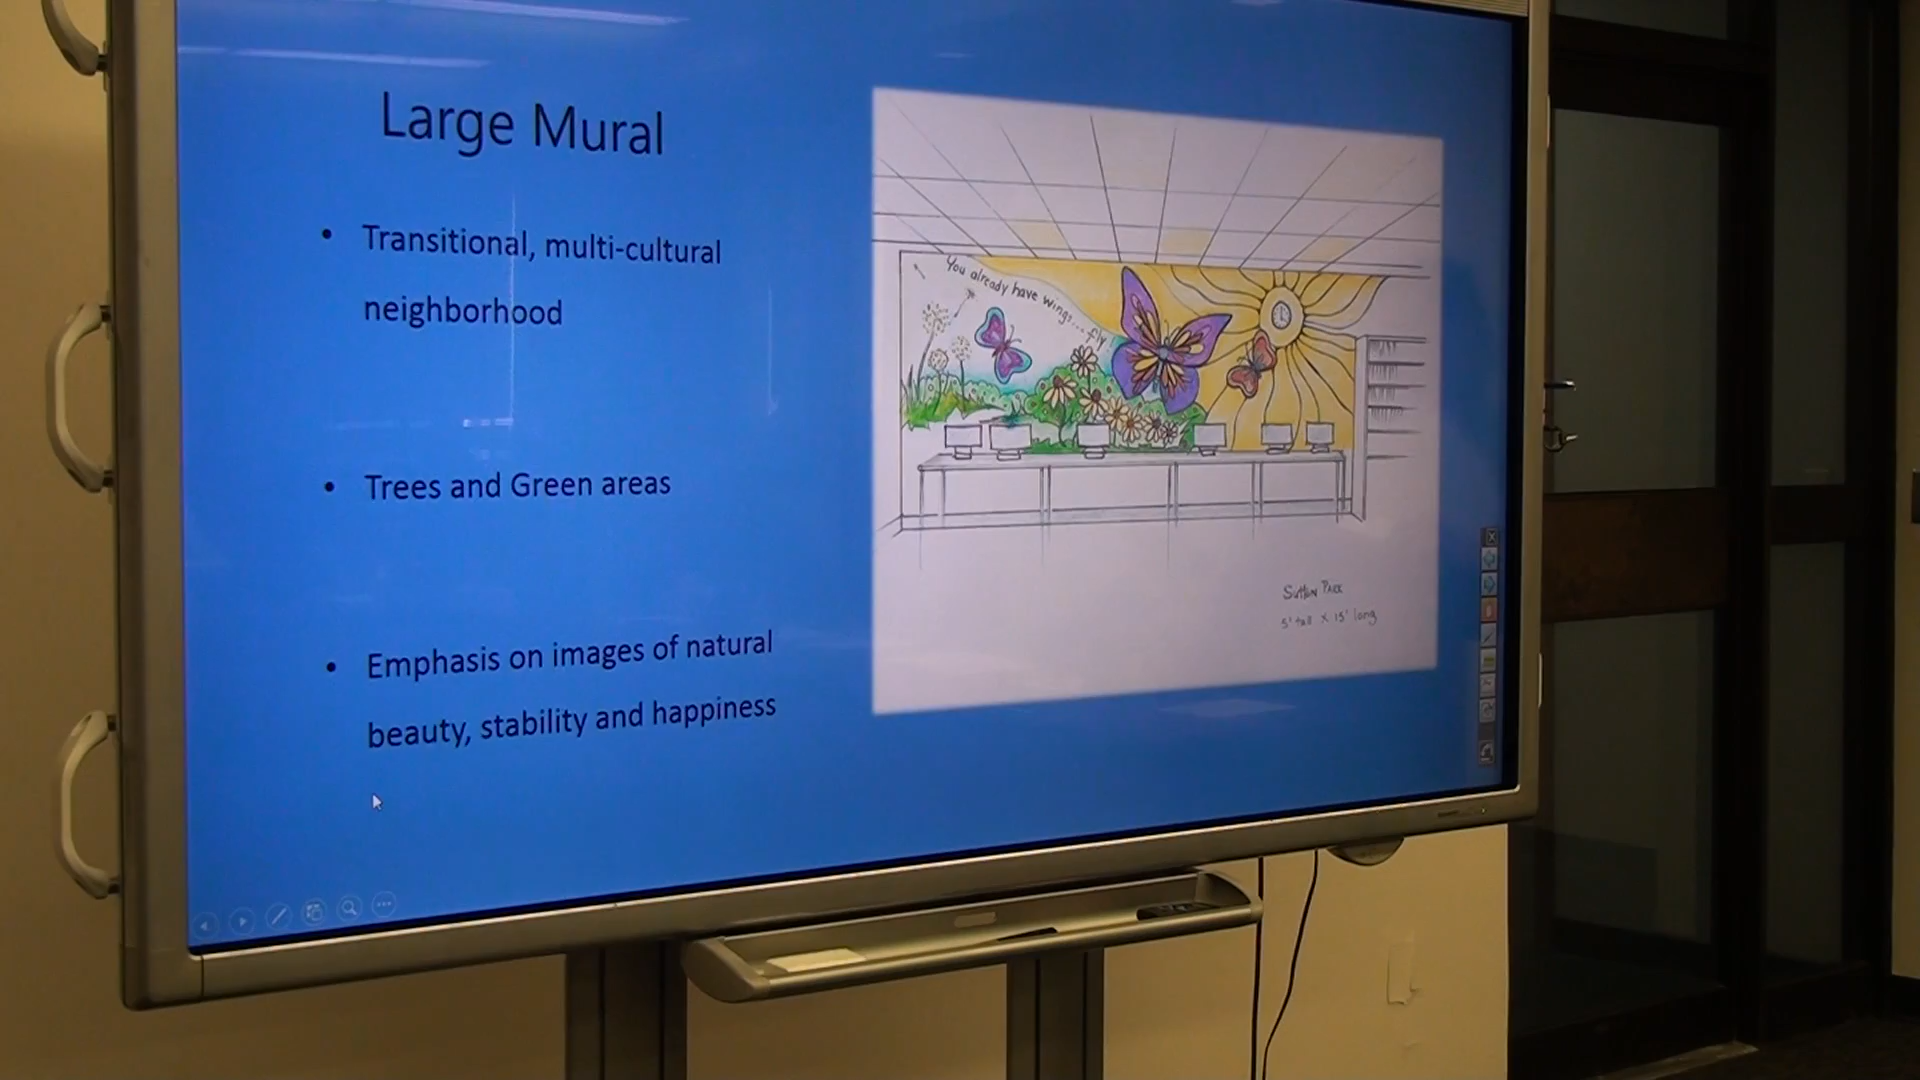 Large Mural
• Transitional, multi-cultural
neighborhood
• Trees and Green areas
• Emphasis on images of natural
beauty, stability and happiness
You already have wings.... fly
Sutton Park
5' tall x 15' long